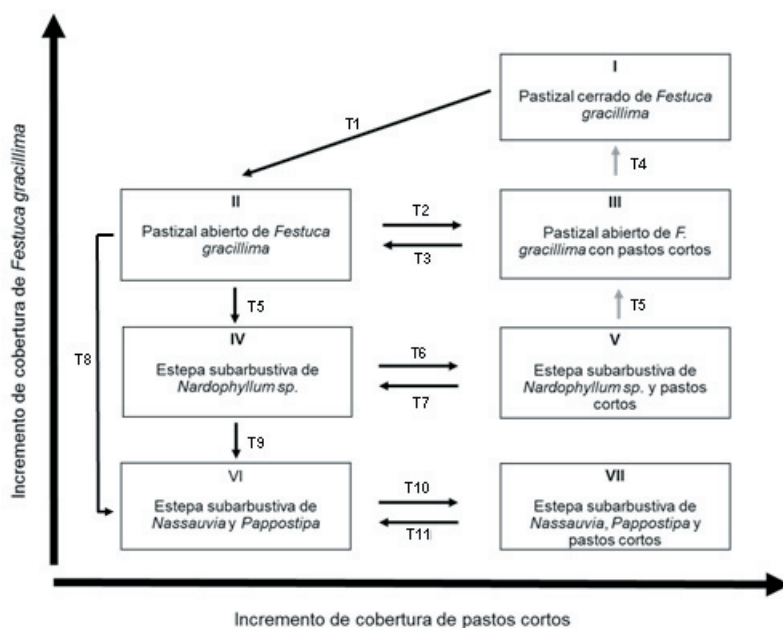 I
Pastizal cerrado de Festuca
gracillima
T1
T4
II
Pastizal abierto de Festuca
gracillima
T2
T3
III
Pastizal abierto de F.
gracillima con pastos cortos
T5
T5
T8
IV
Estepa subarbustiva de
Nardophyllum sp.
T6
T7
V
Estepa subarbustiva de
Nardophyllum sp. y pastos
cortos
T9
VI
Estepa subarbustiva de
Nassauvia y Pappostipa
T10
T11
VII
Estepa subarbustiva de
Nassauvia, Pappostipa y
pastos cortos
Incremento de cobertura de Festuca gracillima
Incremento de cobertura de pastos cortos